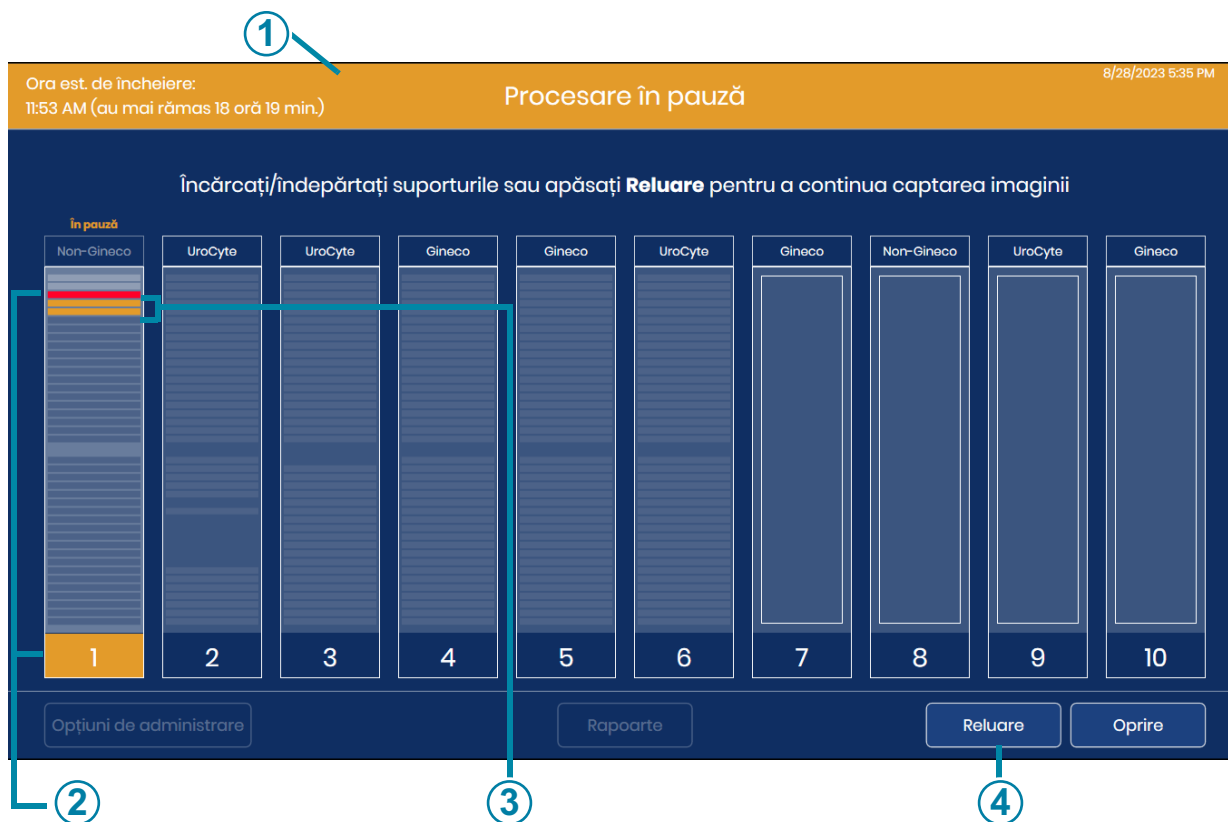 1
Ora est. de încheiere:
11:53 AM (au mai rămas 18 oră 19 min.)
Procesare în pauză
8/28/2023 5:35 PM
Încărcați/îndepărtați suporturile sau apăsați Reluare pentru a continua captarea imaginii
În pauză
Non-Gineco UroCyte UroCyte Gineco Gineco UroCyte Gineco Non-Gineco UroCyte Gineco
1 2 3 4 5 6 7 8 9 10
Opțiuni de administrare Rapoarte Reluare Oprire
2 3 4